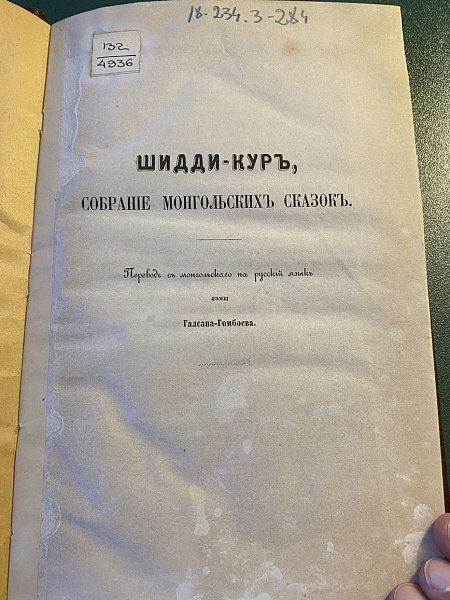 18-234.3-284
132
4936
ШИДДИ-КУРЪ,
СОБРАНІЕ МОНГОЛЬСКИХЪ СКАЗОКЪ.
Переводъ съ монгольскаго на русскій языкъ
ламы
Галсана-Гомбоева.